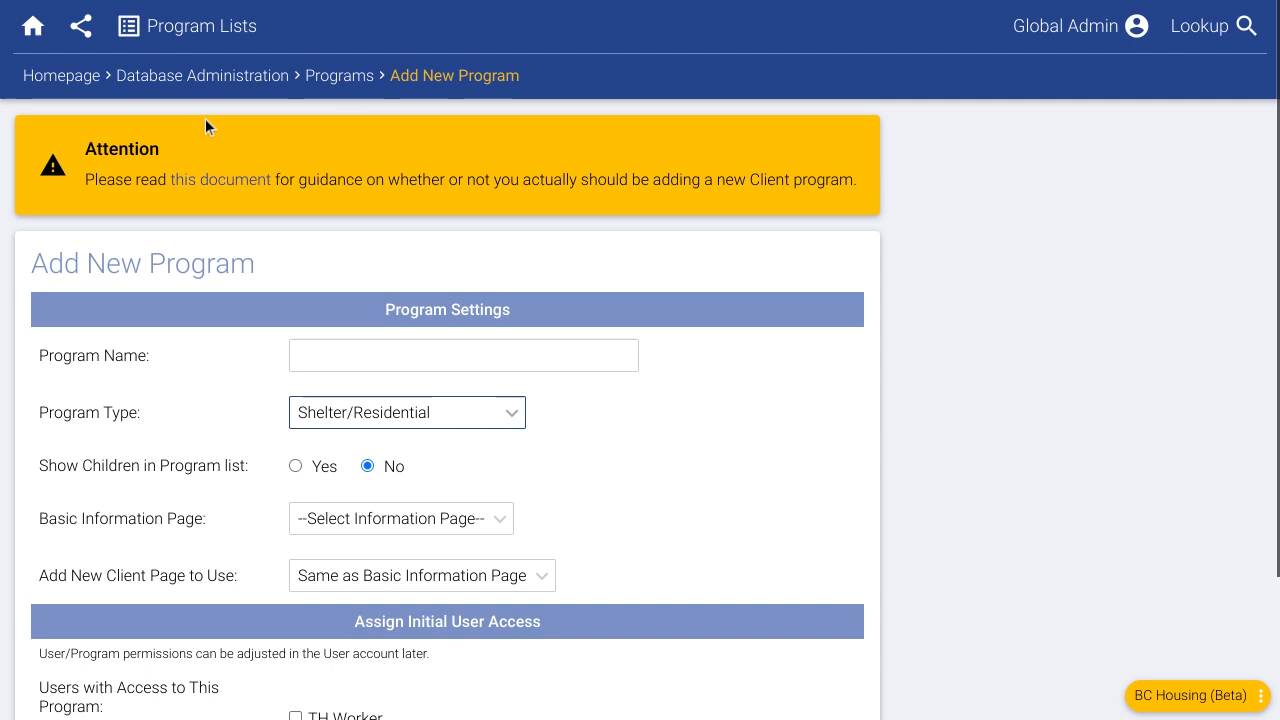 Program Lists
Global Admin
Lookup
Homepage > Database Administration > Programs > Add New Program
Attention
Please read this document for guidance on whether or not you actually should be adding a new Client program.
Add New Program
Program Settings
Program Name:
Program Type:
Shelter/Residential
Show Children in Program list:
Yes
No
Basic Information Page:
--Select Information Page--
Add New Client Page to Use:
Same as Basic Information Page
Assign Initial User Access
User/Program permissions can be adjusted in the User account later.
Users with Access to This
Program:
TH Worker
BC Housing (Beta)